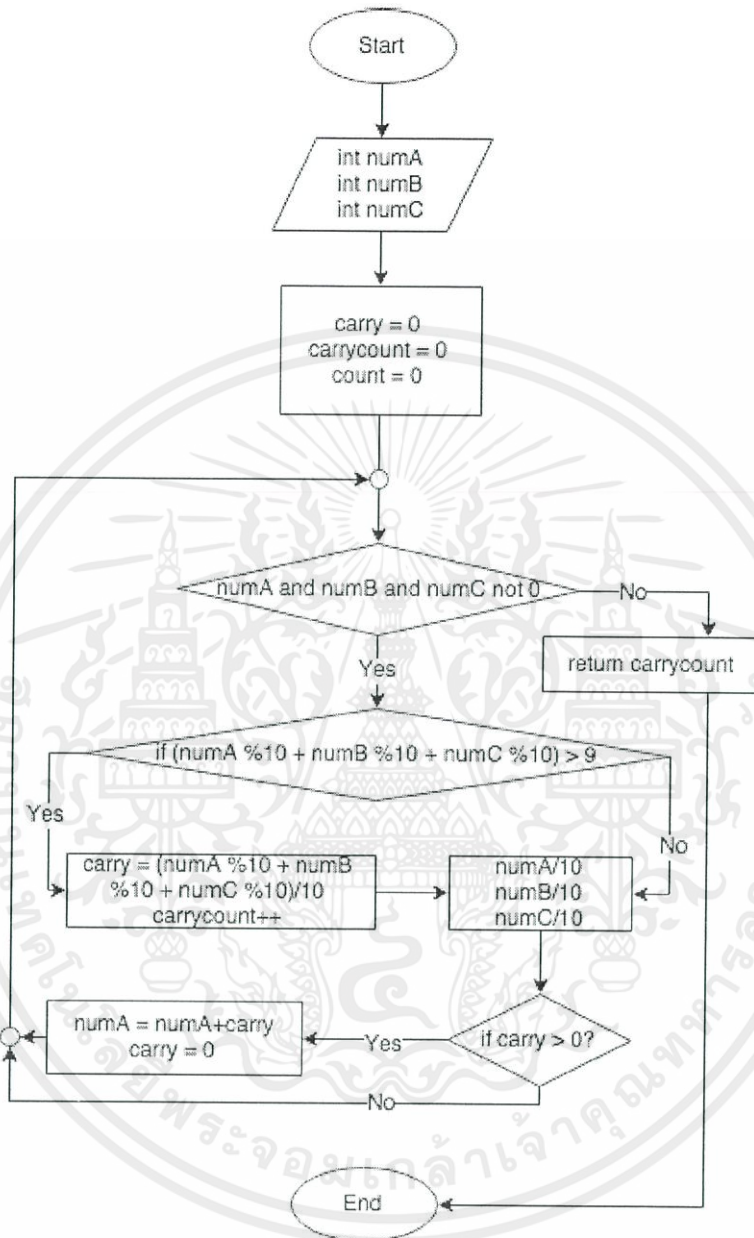 Start
int numA
int numB
int numC
carry = 0
carrycount = 0
count = 0
numA and numB and numC not 0
No
return carrycount
Yes
if (numA %10 + numB %10 + numC %10) > 9
Yes
No
carry = (numA %10 + numB
%10 + numC %10)/10
carrycount++
numA/10
numB/10
numC/10
if carry > 0?
Yes
numA = numA+carry
carry = 0
No
End